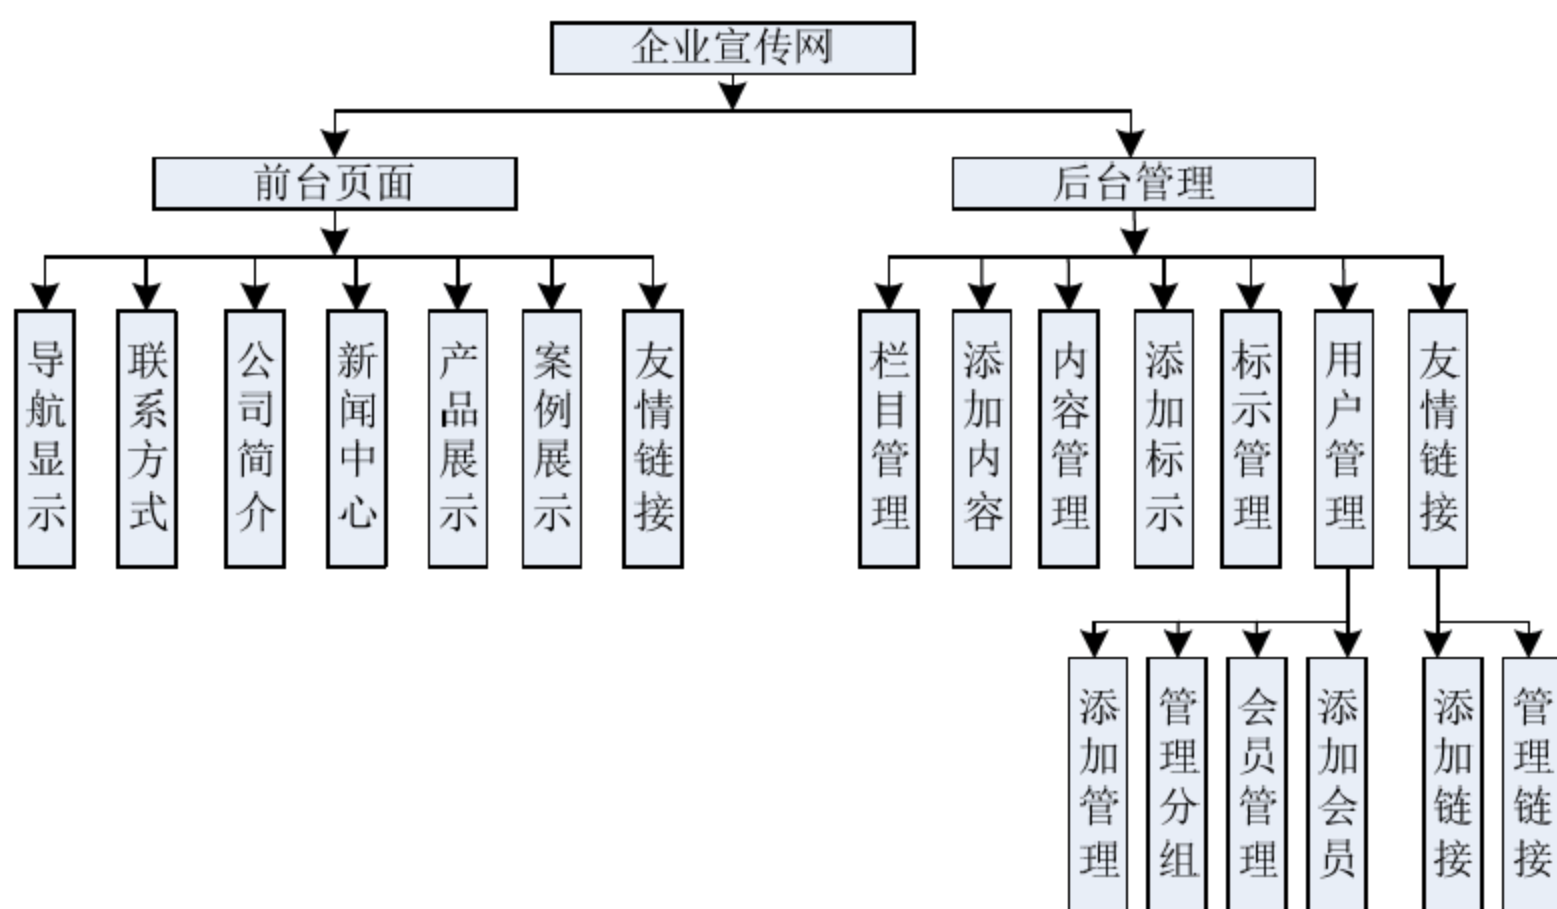 企业宣传网
前台页面
后台管理
导航显示
联系方式
公司简介
新闻中心
产品展示
案例展示
友情链接
栏目管理
添加内容
内容管理
添加标示
标示管理
用户管理
友情链接
添加管理
管理分组
会员管理
添加会员
添加链接
管理链接